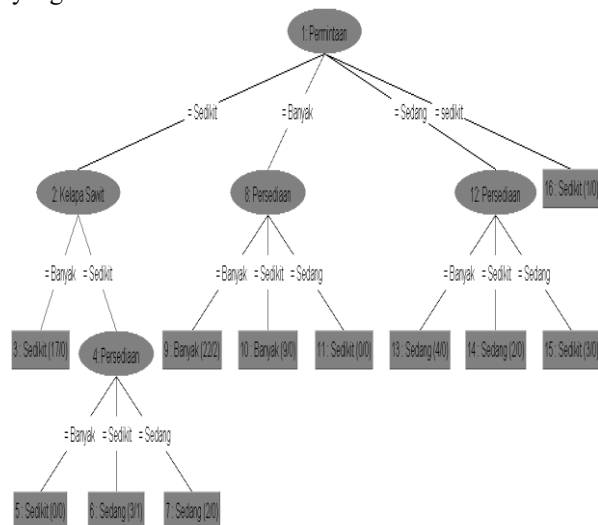 1: Permintaan
= Sedikit
= Banyak
= Sedang
= sedikit
2: Kelapa Sawit
8: Persediaan
12: Persediaan
16 : Sedikit (1/0)
= Banyak = Sedikit
= Banyak = Sedikit = Sedang
= Banyak = Sedikit = Sedang
3 : Sedikit (17/0)
4: Persediaan
9 : Banyak (22/2)
10 : Banyak (9/0)
11 : Sedikit (0/0)
13 : Sedang (4/0)
14 : Sedang (2/0)
15 : Sedikit (3/0)
= Banyak = Sedikit = Sedang
5 : Sedikit (0/0)
6 : Sedang (3/1)
7 : Sedang (2/0)